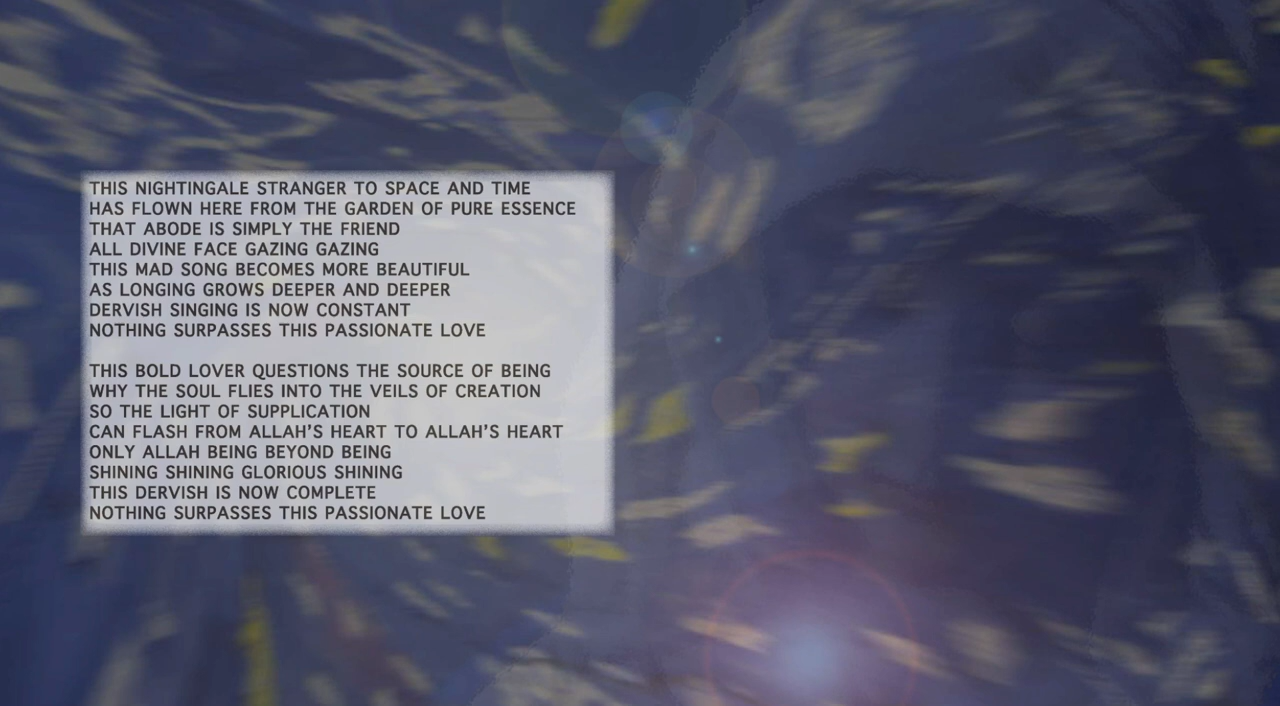 THIS NIGHTINGALE STRANGER TO SPACE AND TIME
HAS FLOWN HERE FROM THE GARDEN OF PURE ESSENCE
THAT ABODE IS SIMPLY THE FRIEND
ALL DIVINE FACE GAZING GAZING
THIS MAD SONG BECOMES MORE BEAUTIFUL
AS LONGING GROWS DEEPER AND DEEPER
DERVISH SINGING IS NOW CONSTANT
NOTHING SURPASSES THIS PASSIONATE LOVE

THIS BOLD LOVER QUESTIONS THE SOURCE OF BEING
WHY THE SOUL FLIES INTO THE VEILS OF CREATION
SO THE LIGHT OF SUPPLICATION
CAN FLASH FROM ALLAH'S HEART TO ALLAH'S HEART
ONLY ALLAH BEING BEYOND BEING
SHINING SHINING GLORIOUS SHINING
THIS DERVISH IS NOW COMPLETE
NOTHING SURPASSES THIS PASSIONATE LOVE